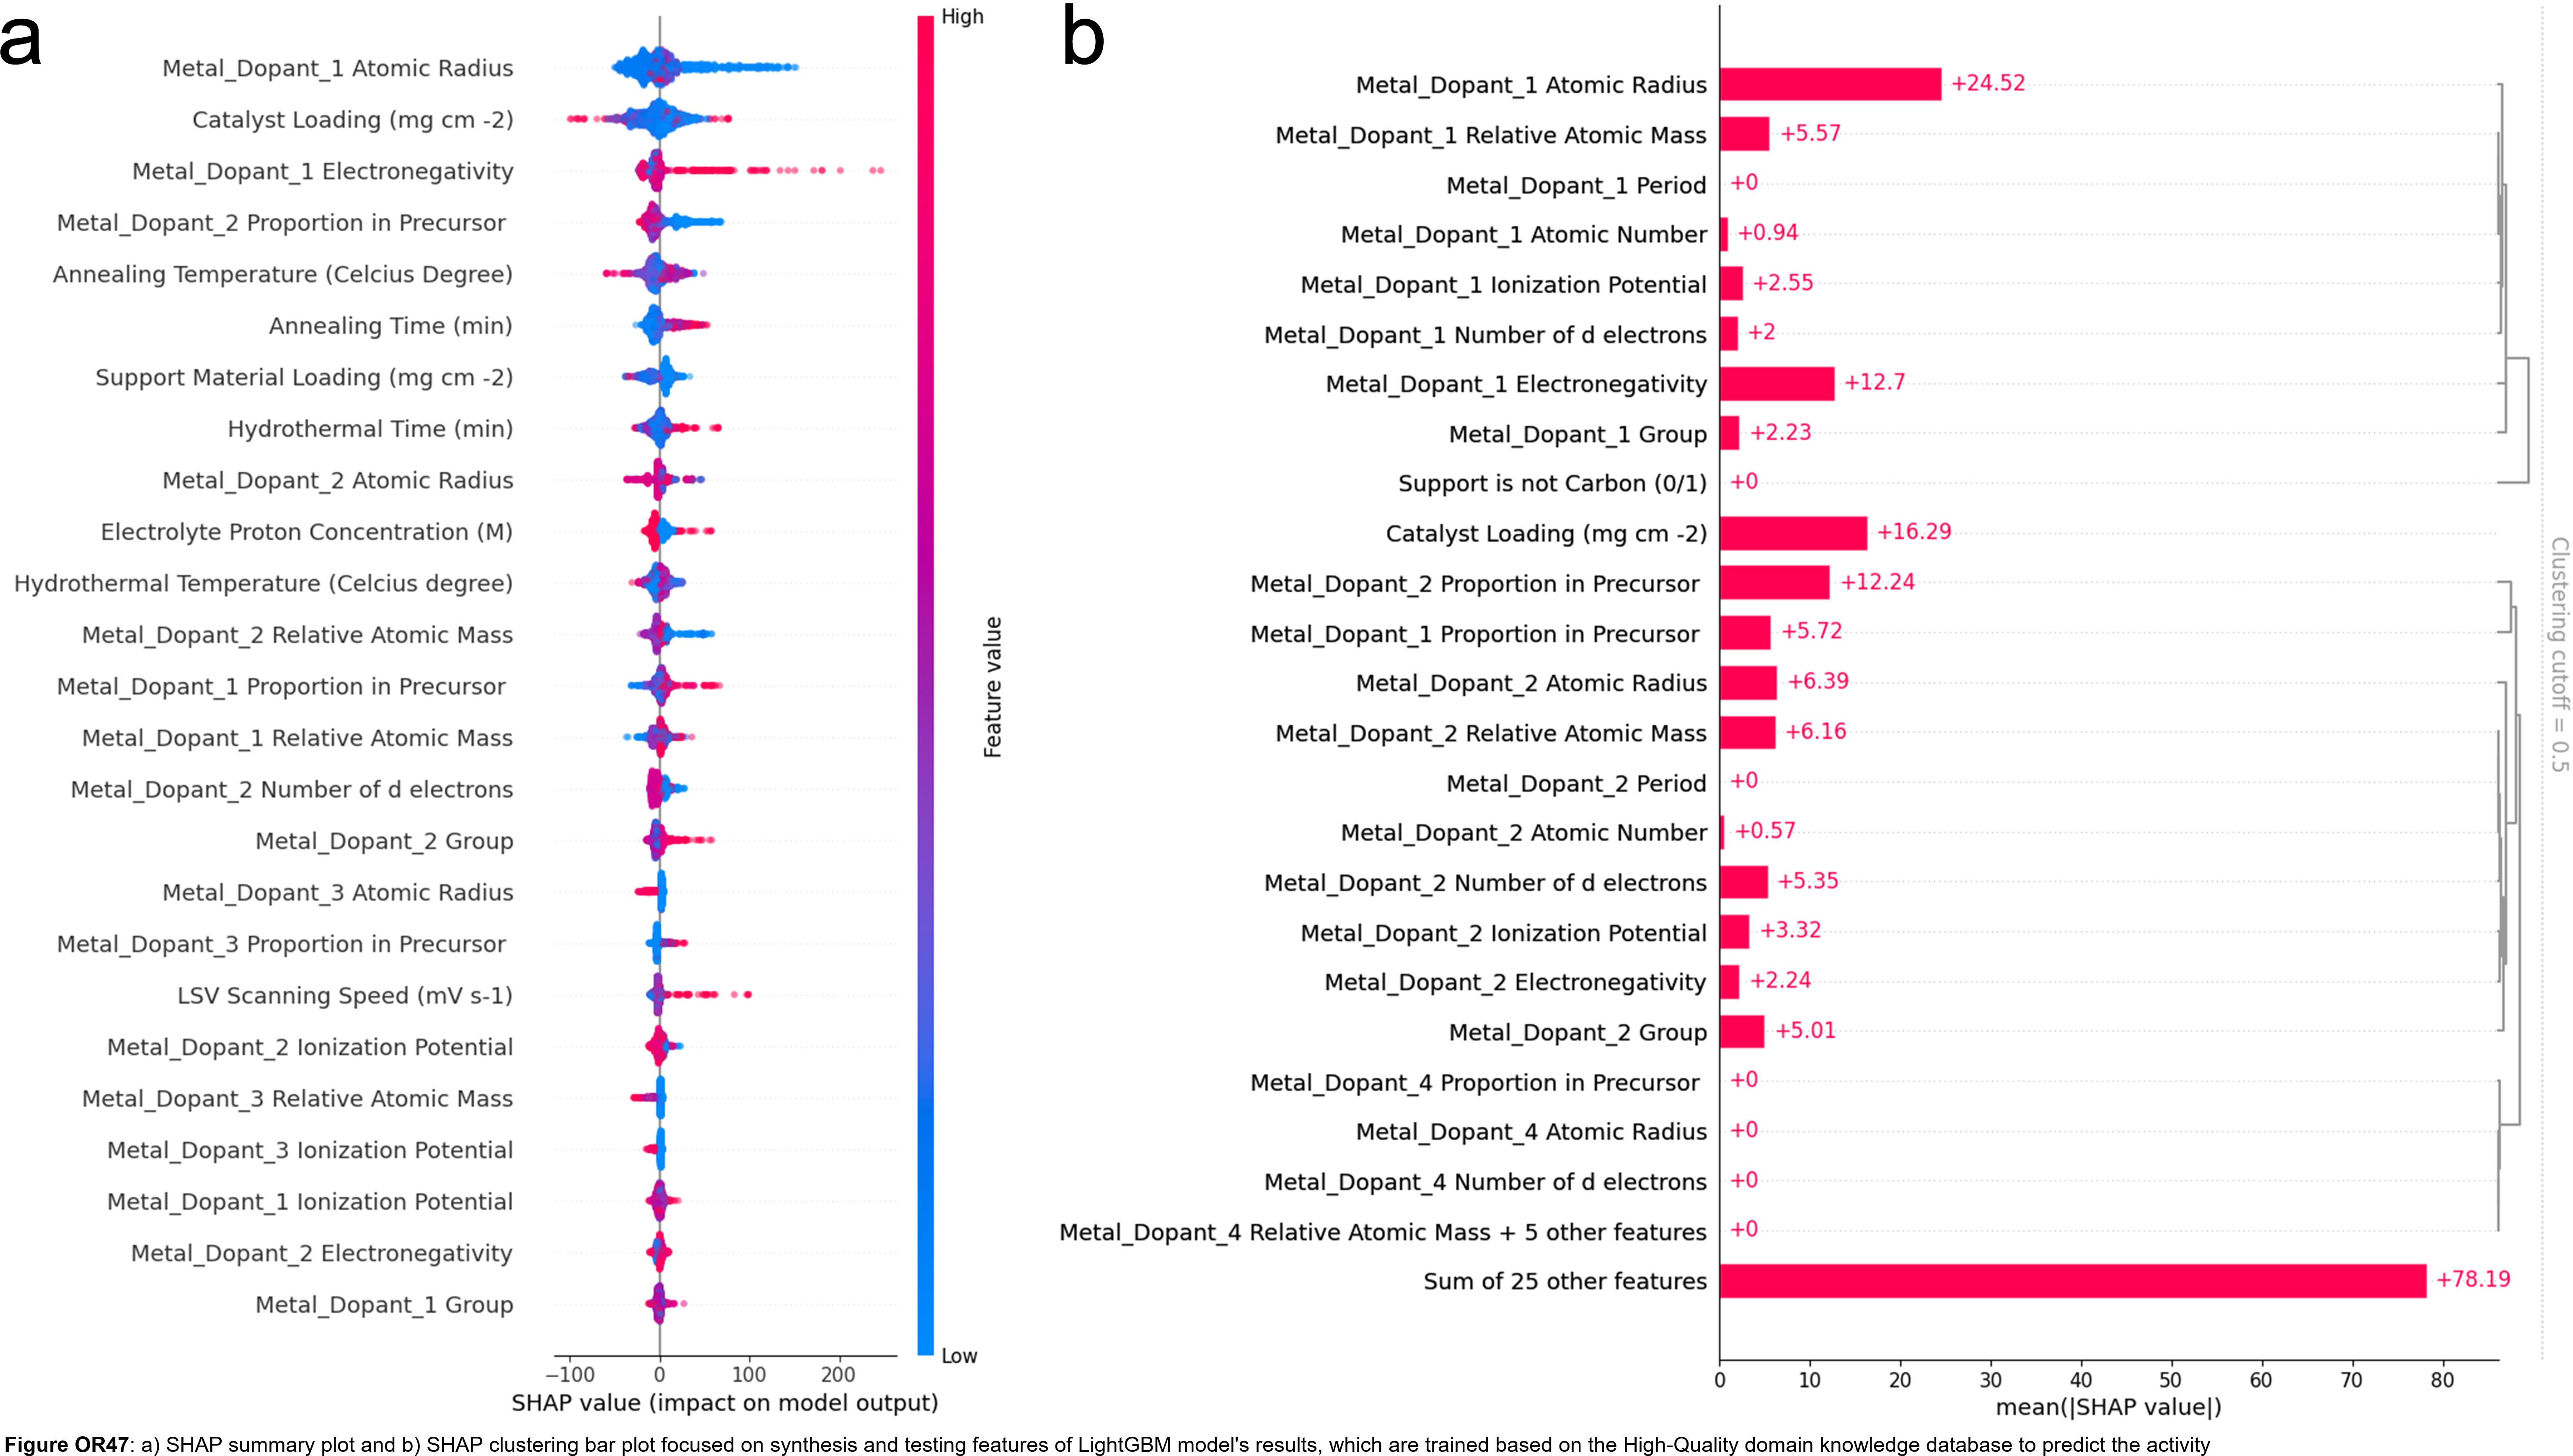 a
High
Metal_Dopant_1 Atomic Radius
Catalyst Loading (mg cm -2)
Metal_Dopant_1 Electronegativity
Metal_Dopant_2 Proportion in Precursor
Annealing Temperature (Celcius Degree)
Annealing Time (min)
Support Material Loading (mg cm -2)
Hydrothermal Time (min)
Metal_Dopant_2 Atomic Radius
Electrolyte Proton Concentration (M)
Hydrothermal Temperature (Celcius degree)
Metal_Dopant_2 Relative Atomic Mass
Metal_Dopant_1 Proportion in Precursor
Metal_Dopant_1 Relative Atomic Mass
Metal_Dopant_2 Number of d electrons
Metal_Dopant_2 Group
Metal_Dopant_3 Atomic Radius
Metal_Dopant_3 Proportion in Precursor
LSV Scanning Speed (mV s-1)
Metal_Dopant_2 Ionization Potential
Metal_Dopant_3 Relative Atomic Mass
Metal_Dopant_3 Ionization Potential
Metal_Dopant_1 Ionization Potential
Metal_Dopant_2 Electronegativity
Metal_Dopant_1 Group
Feature value
Low
−100 0 100 200
SHAP value (impact on model output)
b
Metal_Dopant_1 Atomic Radius +24.52
Metal_Dopant_1 Relative Atomic Mass +5.57
Metal_Dopant_1 Period +0
Metal_Dopant_1 Atomic Number +0.94
Metal_Dopant_1 Ionization Potential +2.55
Metal_Dopant_1 Number of d electrons +2
Metal_Dopant_1 Electronegativity +12.7
Metal_Dopant_1 Group +2.23
Support is not Carbon (0/1) +0
Catalyst Loading (mg cm -2) +16.29
Metal_Dopant_2 Proportion in Precursor +12.24
Metal_Dopant_1 Proportion in Precursor +5.72
Metal_Dopant_2 Atomic Radius +6.39
Metal_Dopant_2 Relative Atomic Mass +6.16
Metal_Dopant_2 Period +0
Metal_Dopant_2 Atomic Number +0.57
Metal_Dopant_2 Number of d electrons +5.35
Metal_Dopant_2 Ionization Potential +3.32
Metal_Dopant_2 Electronegativity +2.24
Metal_Dopant_2 Group +5.01
Metal_Dopant_4 Proportion in Precursor +0
Metal_Dopant_4 Atomic Radius +0
Metal_Dopant_4 Number of d electrons +0
Metal_Dopant_4 Relative Atomic Mass + 5 other features +0
Sum of 25 other features +78.19
Clustering cutoff = 0.5
0 10 20 30 40 50 60 70 80
mean(|SHAP value|)
Figure OR47: a) SHAP summary plot and b) SHAP clustering bar plot focused on synthesis and testing features of LightGBM model's results, which are trained based on the High-Quality domain knowledge database to predict the activity